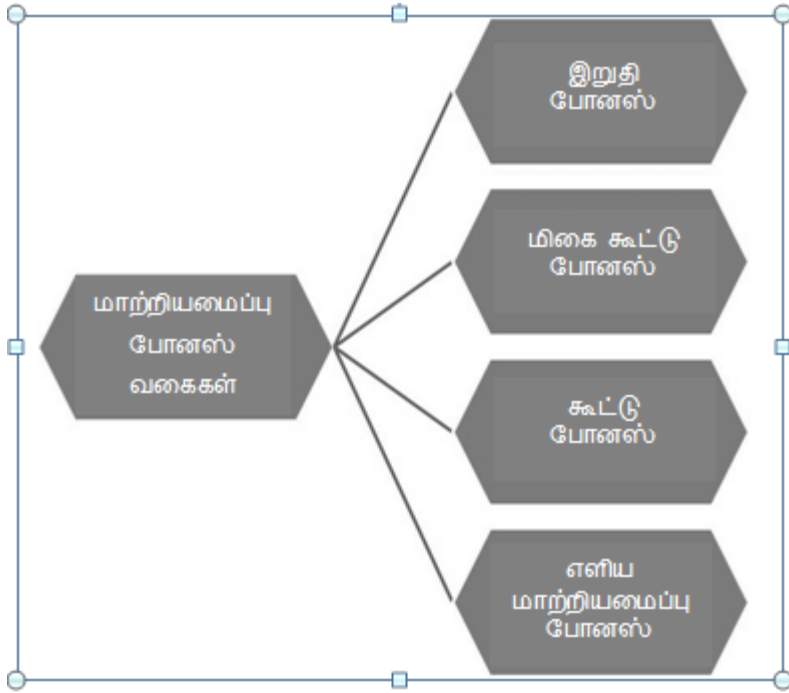 இறுதி
போனஸ்
மிகை கூட்டு
போனஸ்
மாற்றியமைப்பு
போனஸ்
வகைகள்
கூட்டு
போனஸ்
எளிய
மாற்றியமைப்பு
போனஸ்